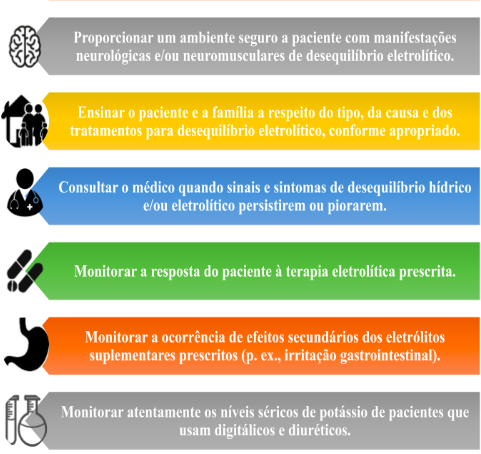 Proporcionar um ambiente seguro a paciente com manifestações
neurológicas e/ou neuromusculares de desequilíbrio eletrolítico.
Ensinar o paciente e a família a respeito do tipo, da causa e dos
tratamentos para desequilíbrio eletrolítico, conforme apropriado.
Consultar o médico quando sinais e sintomas de desequilíbrio hídrico
e/ou eletrolítico persistirem ou piorarem.
Monitorar a resposta do paciente à terapia eletrolítica prescrita.
Monitorar a ocorrência de efeitos secundários dos eletrólitos
suplementares prescritos (p. ex., irritação gastrointestinal).
Monitorar atentamente os níveis séricos de potássio de pacientes que
usam digitálicos e diuréticos.